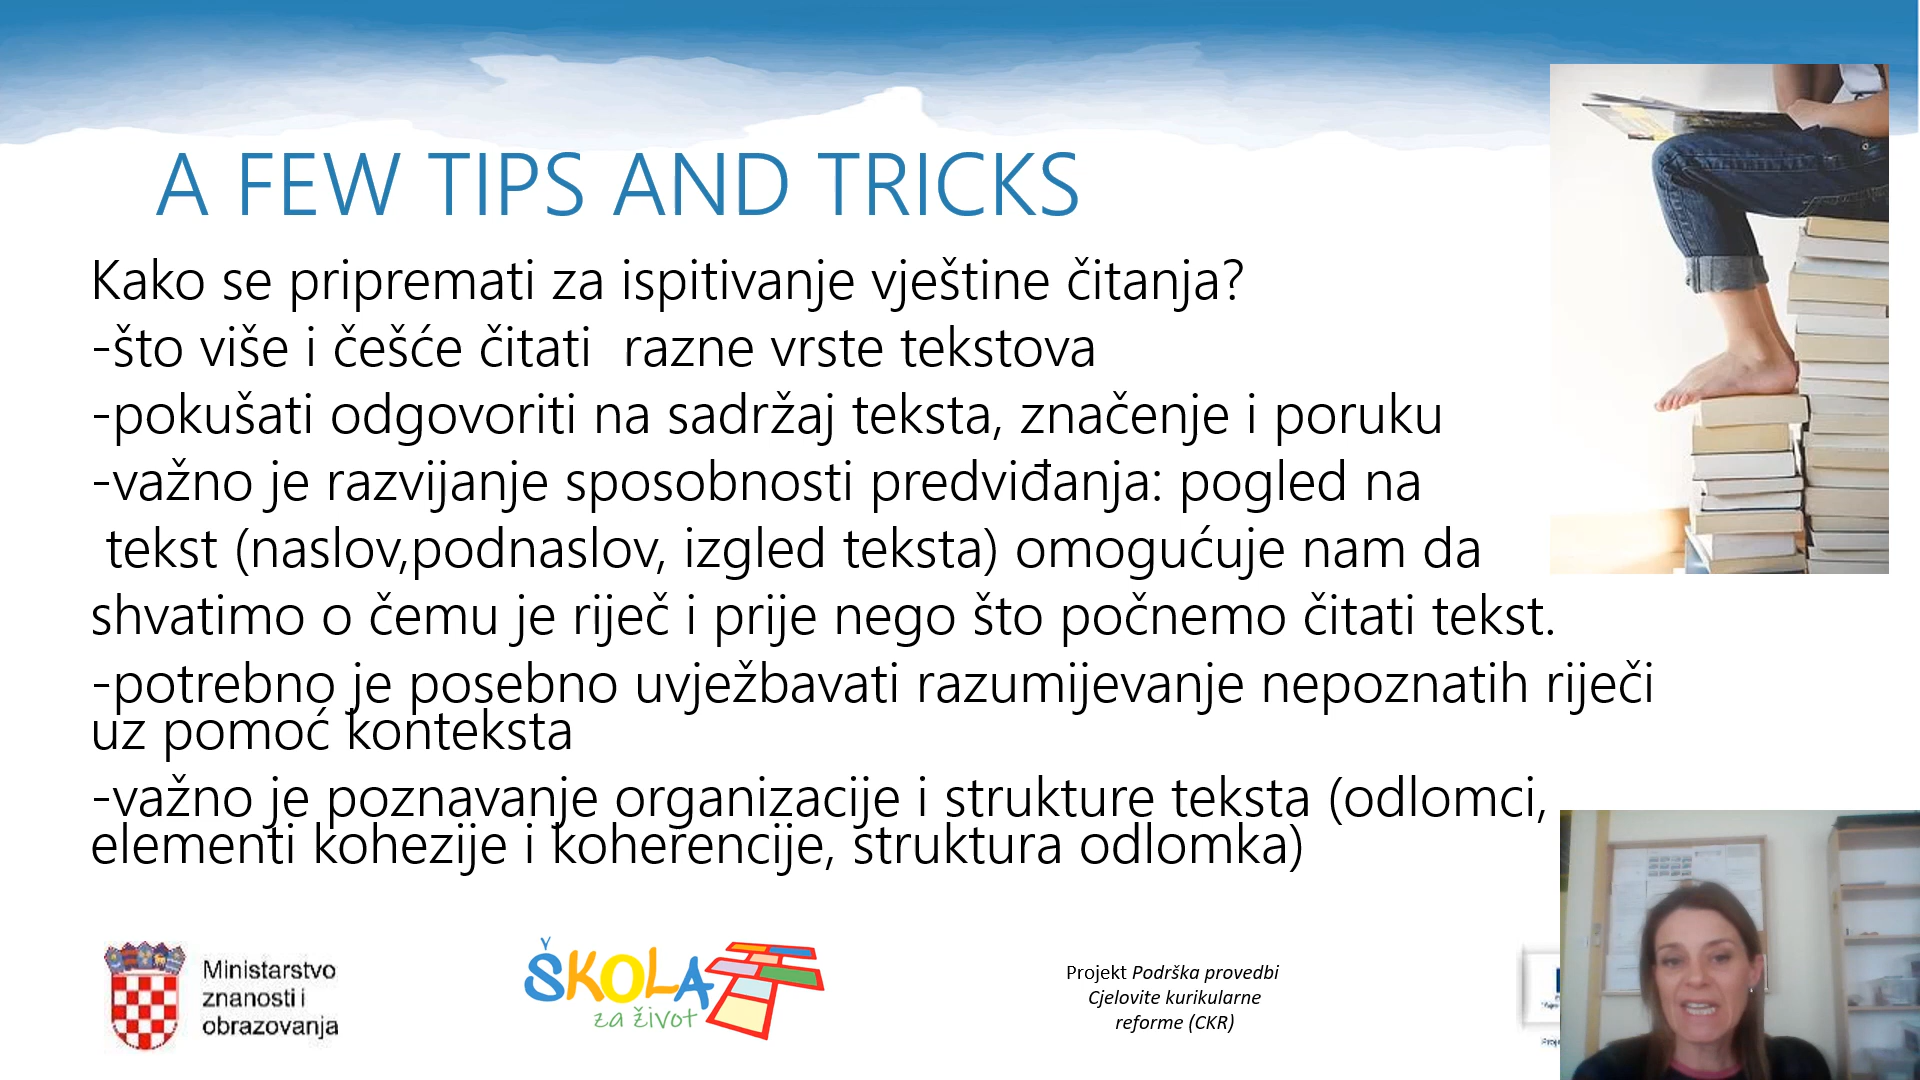 A FEW TIPS AND TRICKS
Kako se pripremati za ispitivanje vještine čitanja?
-što više i češće čitati  razne vrste tekstova
-pokušati odgovoriti na sadržaj teksta, značenje i poruku
-važno je razvijanje sposobnosti predviđanja: pogled na
tekst (naslov,podnaslov, izgled teksta) omogućuje nam da
shvatimo o čemu je riječ i prije nego što počnemo čitati tekst.
-potrebno je posebno uvježbavati razumijevanje nepoznatih riječi
uz pomoć konteksta
-važno je poznavanje organizacije i strukture teksta (odlomci,
elementi kohezije i koherencije, struktura odlomka)
Ministarstvo
znanosti i
obrazovanja
ŠKOLA
za život
Projekt Podrška provedbi
Cjelovite kurikularne
reforme (CKR)